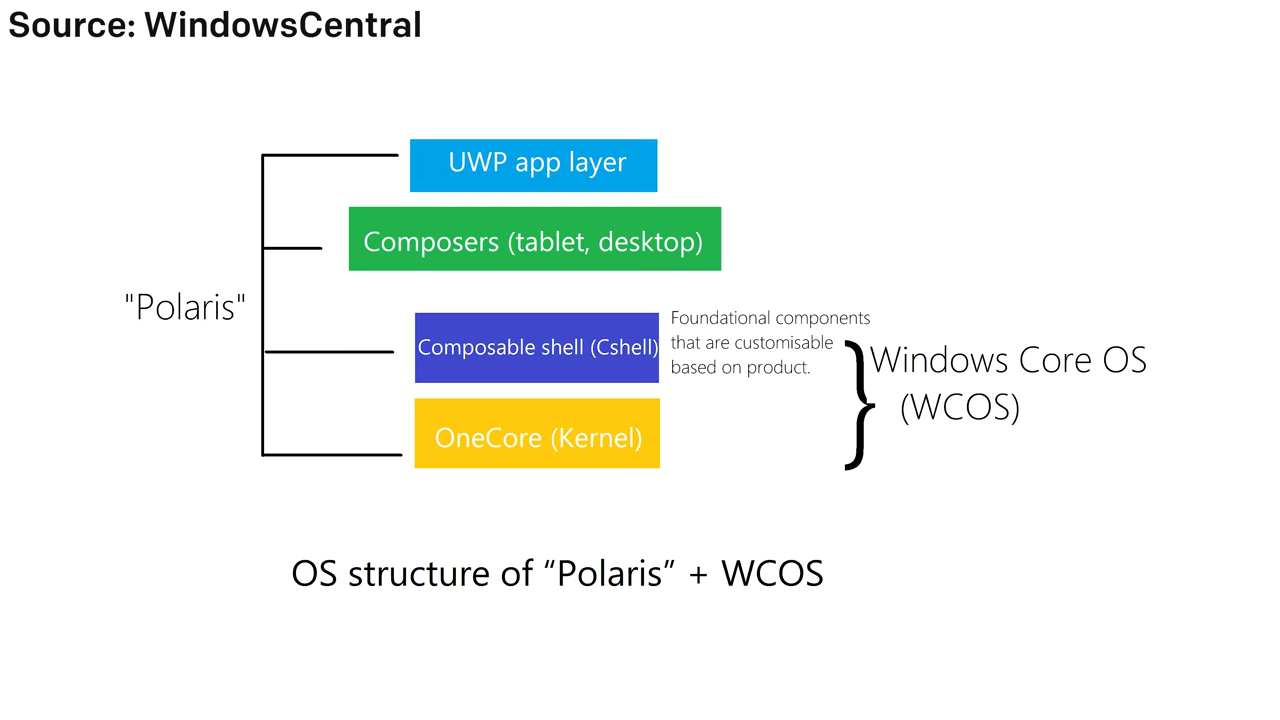 Source: WindowsCentral
UWP app layer
Composers (tablet, desktop)
"Polaris"
Composable shell (Cshell)
Foundational components
that are customisable
based on product.
Windows Core OS
(WCOS)
OneCore (Kernel)
OS structure of “Polaris” + WCOS